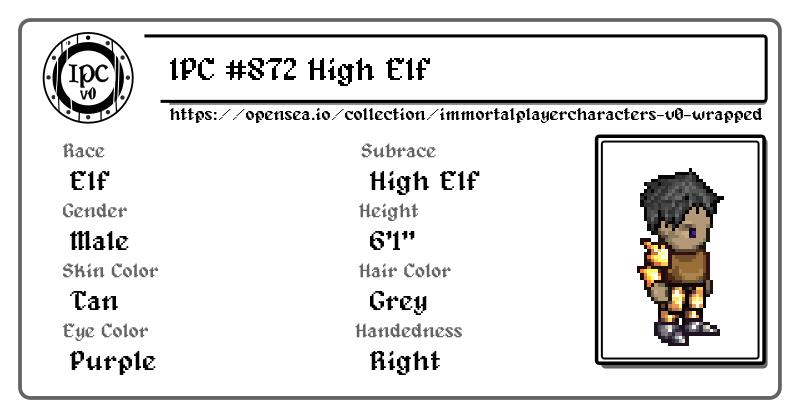 IPC
v0
IPC #872 High Elf
https://opensea.io/collection/immortalplayercharacters-v0-wrapped
Race
Subrace
Elf
High Elf
Gender
Height
Male
6'1"
Skin Color
Hair Color
Tan
Grey
Eye Color
Handedness
Purple
Right